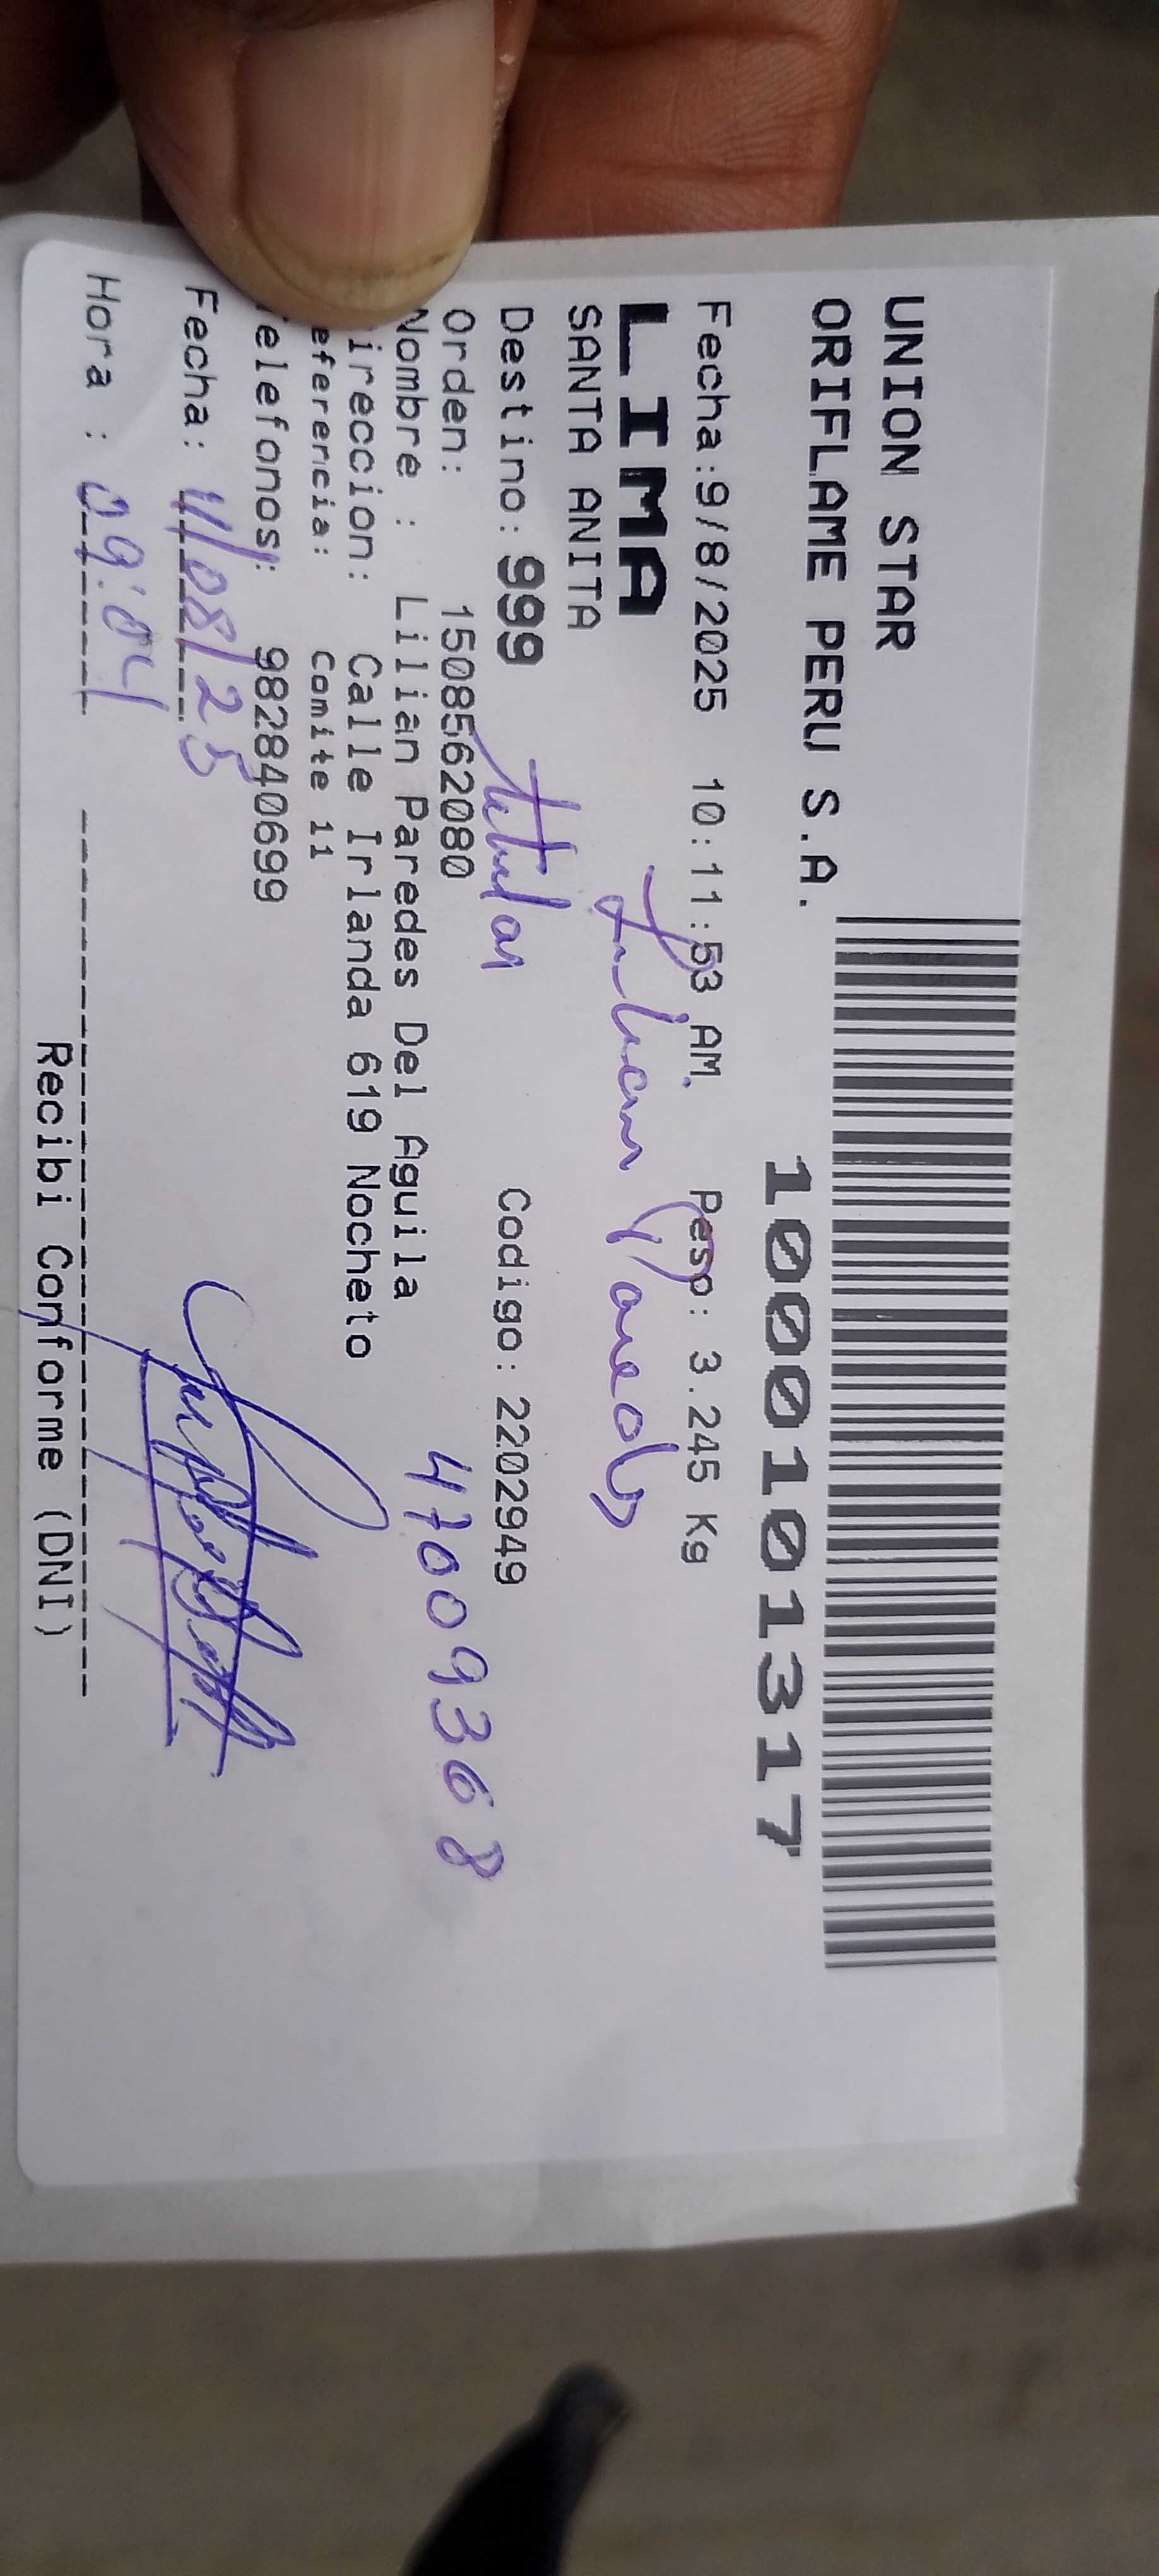 UNION STAR
ORIFLAME PERU S.A.
10001101317
Fecha:9/8/2025 10:11:53 AM. Peso: 3.245 Kg
LIMA
Lilian Paredes
SANTA ANITA
Destino: 999 Codigo: 2202949
titular
Orden: 1508562080
47009368
Nombre : Lilian Paredes Del Aguila
ireccion: Calle Irlanda 619 Nocheto
eferencia: Comite 11
elefonos: 982840699
Fecha: 11/08/25
Hora : 09:04
Recibi Conforme (DNI)